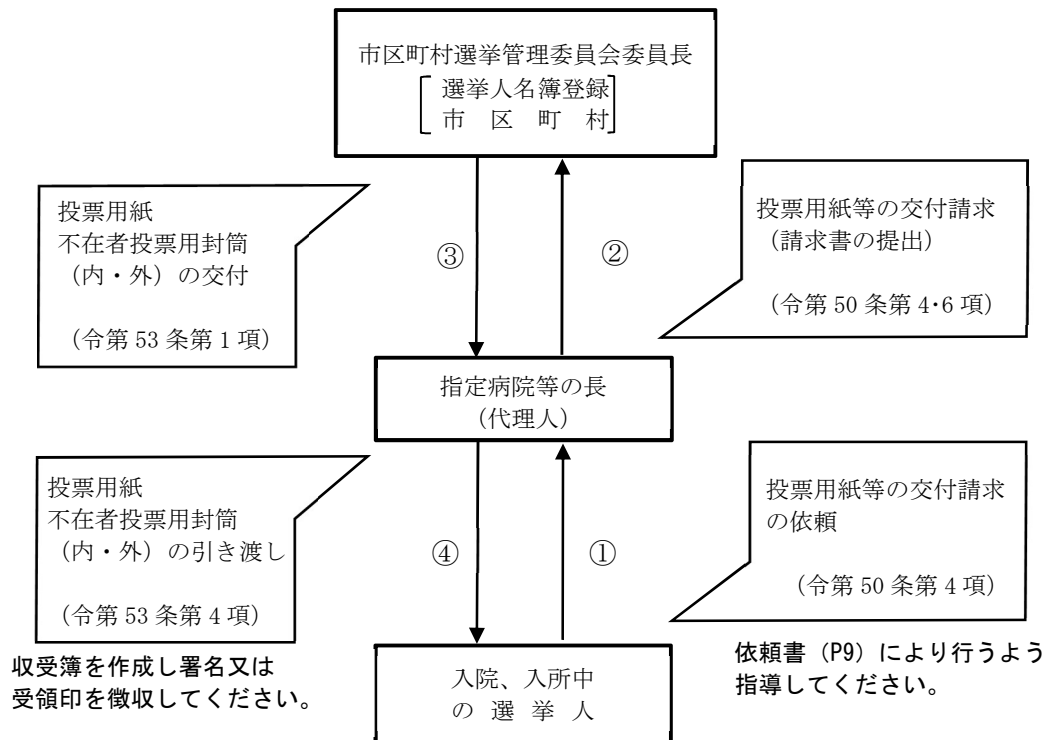 市区町村選挙管理委員会委員長
選挙人名簿登録
市区町村
投票用紙
不在者投票用封筒
（内・外）の交付
（令第 53 条第 1 項）
③
②
投票用紙等の交付請求
（請求書の提出）
（令第 50 条第 4･6 項）
指定病院等の長
（代理人）
投票用紙
不在者投票用封筒
（内・外）の引き渡し
（令第 53 条第 4 項）
④
①
投票用紙等の交付請求
の依頼
（令第 50 条第 4 項）
収受簿を作成し署名又は
受領印を徴収してください。
依頼書（P9）により行うよう
指導してください。
入院、入所中
の選挙人